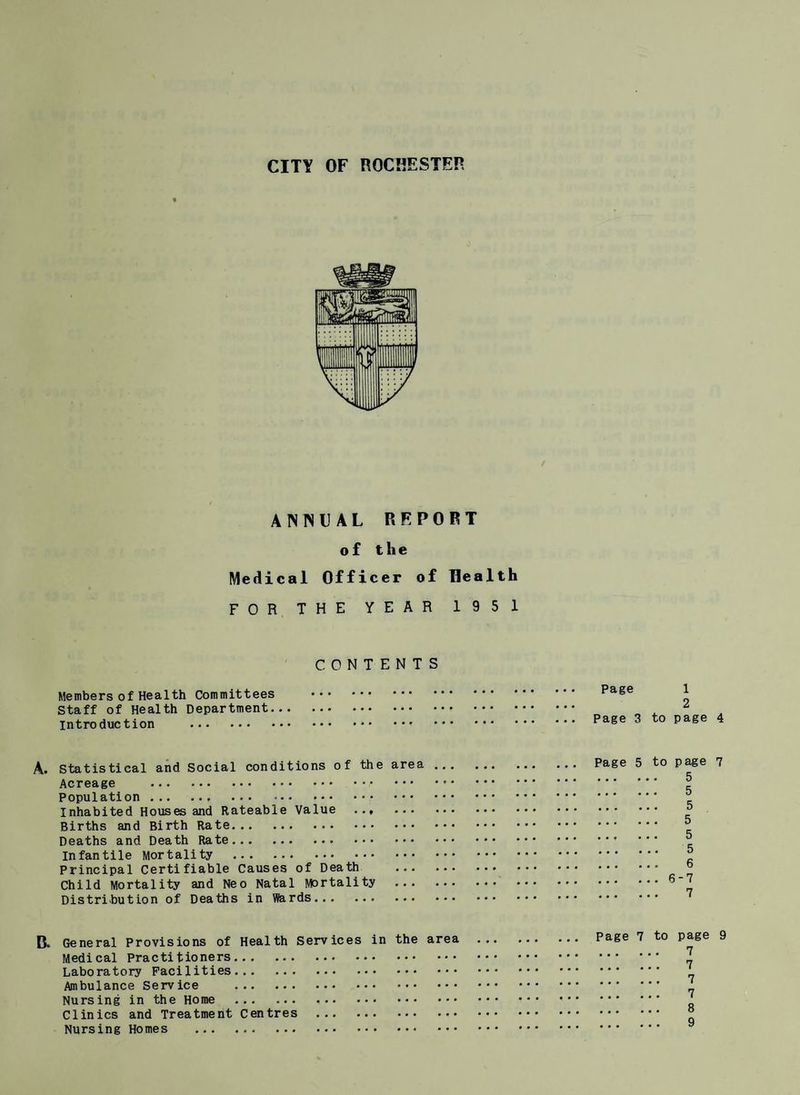 CITY OF ROCHESTER
ANNUAL REPORT
of the
Medical Officer of Health
FOR THE YEAR 1951
CONTENTS
Members of Health Committees ... ... ... ... ... ... ... Page 1
Staff of Health Department... ... ... ... ... ... ... ... 2
Introduction ... ... ... ... ... ... ... ... ... ... Page 3 to page 4
A. Statistical and Social conditions of the area ... ... ... ... Page 5 to page 7
Acreage ... ... ... ... ... ... ... ... ... ... ... ... ... 5
Population ... ... ... ... ... ... ... ... ... ... ... ... ... 5
Inhabited Houses and Rateable Value ... ... ... ... ... ... ... ... 5
Births and Birth Rate... ... ... ... ... ... ... ... ... ... ... 5
Deaths and Death Rate... ... ... ... ... ... ... ... ... ... ... 5
Infantile Mortality ... ... ... ... ... ... ... ... ... ... ... 5
Principal Certifiable Causes of Death ... ... ... ... ... ... ... 6
Child Mortality and Neo Natal Mortality ... ... ... ... ... ... ... 6-7
Distribution of Deaths in Wards... ... ... ... ... ... ... ... ... 7
B. General Provisions of Health Services in the area ... ... ... Page 7 to page 9
Medical Practitioners... ... ... ... ... ... ... ... ... ... ... 7
Laboratory Facilities... ... ... ... ... ... ... ... ... ... ... 7
Ambulance Service ... ... ... ... ... ... ... ... ... ... ... 7
Nursing in the Home ... ... ... ... ... ... ... ... ... ... ... 7
Clinics and Treatment Centres ... ... ... ... ... ... ... ... ... 8
Nursing Homes ... ... ... ... ... ... ... ... ... ... ... ... 9